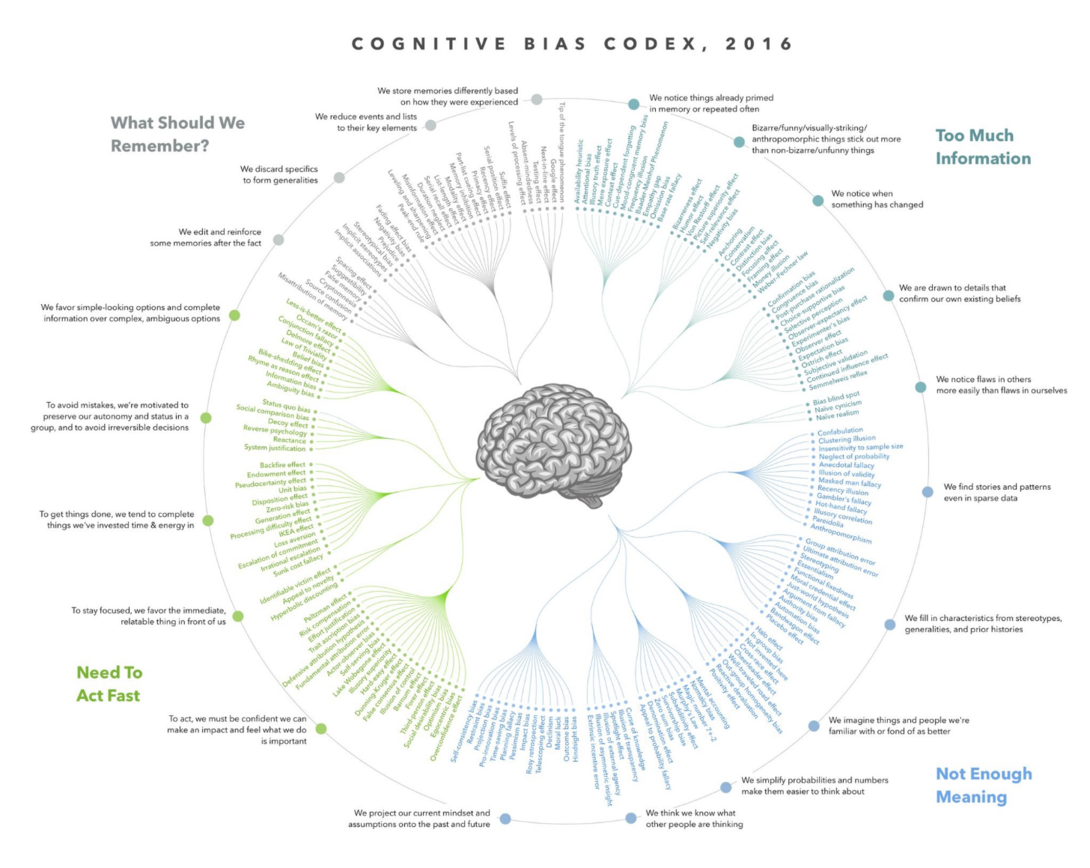 COGNITIVE BIAS CODEX, 2016
What Should We
Remember?
We store memories differently based
on how they were experienced
We reduce events and lists
to their key elements
We discard specifics
to form generalities
We edit and reinforce
some memories after the fact
Tip of the tongue phenomenon
Google effect
Next-in-line effect
Testing effect
Absent-mindedness
Levels of processing effect
Suffix effect
Serial position effect
Recency effect
Primacy effect
Part-list cueing effect
Memory inhibition
Modality effect
List-length effect
Serial recall effect
Duration neglect
Misinformation effect
Leveling and sharpening
Peak-end rule
Fading affect bias
Negativity bias
Prejudice
Stereotypical bias
Implicit stereotypes
Implicit associations
Spacing effect
Suggestibility
False memory
Cryptomnesia
Source confusion
Misattribution of memory
Too Much
Information
We notice things already primed
in memory or repeated often
Bizarre/funny/visually-striking/
anthropomorphic things stick out more
than non-bizarre/unfunny things
We notice when
something has changed
We are drawn to details that
confirm our own existing beliefs
We notice flaws in others
more easily than flaws in ourselves
Availability heuristic
Attentional bias
Illusory truth effect
Mere exposure effect
Context effect
Cue-dependent forgetting
Mood-congruent memory bias
Frequency illusion
Baader-Meinhof Phenomenon
Empathy gap
Omission bias
Base rate fallacy
Bizarreness effect
Humor effect
Von Restorff effect
Picture superiority effect
Self-relevance effect
Negativity bias
Anchoring
Conservatism
Contrast effect
Distinction bias
Focusing effect
Framing effect
Money illusion
Weber-Fechner law
Confirmation bias
Congruence bias
Post-purchase rationalization
Choice-supportive bias
Selective perception
Observer-expectancy effect
Experimenter's bias
Observer effect
Expectation bias
Ostrich effect
Subjective validation
Continued influence effect
Semmelweis reflex
Bias blind spot
Naïve cynicism
Naïve realism
We find stories and patterns
even in sparse data
We fill in characteristics from stereotypes,
generalities, and prior histories
We imagine things and people we're
familiar with or fond of as better
We simplify probabilities and numbers
make them easier to think about
We think we know what
other people are thinking
We project our current mindset and
assumptions onto the past and future
Not Enough
Meaning
Confabulation
Clustering illusion
Insensitivity to sample size
Neglect of probability
Anecdotal fallacy
Illusion of validity
Masked man fallacy
Recency illusion
Gambler's fallacy
Hot-hand fallacy
Illusory correlation
Pareidolia
Anthropomorphism
Group attribution error
Ultimate attribution error
Stereotyping
Essentialism
Functional fixedness
Moral credential effect
Just-world hypothesis
Argument from fallacy
Authority bias
Automation bias
Bandwagon effect
Placebo effect
Halo effect
In-group bias
Not invented here
Cross-race effect
Cheerleader effect
Well traveled road effect
Out-group homogeneity bias
Reactive devaluation
Positivity effect
Mental accounting
Normalcy bias
Magic number 7+-2
Murphy's Law
Subadditivity effect
Survivorship bias
Zero sum bias
Denomination effect
Appeal to probability fallacy
Curse of knowledge
Illusion of transparency
Spotlight effect
Illusion of external agency
Illusion of asymmetric insight
Extrinsic incentive error
Hindsight bias
Outcome bias
Moral luck
Declinism
Telescoping effect
Rosy retrospection
Impact bias
Pessimism bias
Planning fallacy
Time-saving bias
Pro-innovation bias
Projection bias
Restraint bias
Self-consistency bias
We favor simple-looking options and complete
information over complex, ambiguous options
To avoid mistakes, we're motivated to
preserve our autonomy and status in a
group, and to avoid irreversible decisions
To get things done, we tend to complete
things we've invested time & energy in
To stay focused, we favor the immediate,
relatable thing in front of us
Need To
Act Fast
To act, we must be confident we can
make an impact and feel what we do
is important
Less-is-better effect
Occam's razor
Conjunction fallacy
Delmore effect
Law of Triviality
Belief bias
Bike-shedding effect
Rhyme as reason effect
Information bias
Ambiguity bias
Status quo bias
Social comparison bias
Decoy effect
Reverse psychology
Reactance
System justification
Backfire effect
Endowment effect
Pseudocertainty effect
Unit bias
Disposition effect
Zero-risk bias
Generation effect
Processing difficulty effect
IKEA effect
Loss aversion
Escalation of commitment
Irrational escalation
Sunk cost fallacy
Identifiable victim effect
Appeal to novelty
Hyperbolic discounting
Peltzman effect
Risk compensation
Effort justification
Trait ascription bias
Defensive attribution hypothesis
Fundamental attribution error
Actor-observer bias
Self-serving bias
Lake Wobegone effect
Illusory superiority
Hard-easy effect
Dunning-Kruger effect
False consensus effect
Illusion of control
Barnum effect
Forer effect
Third-person effect
Social desirability bias
Optimism bias
Egocentric bias
Overconfidence effect